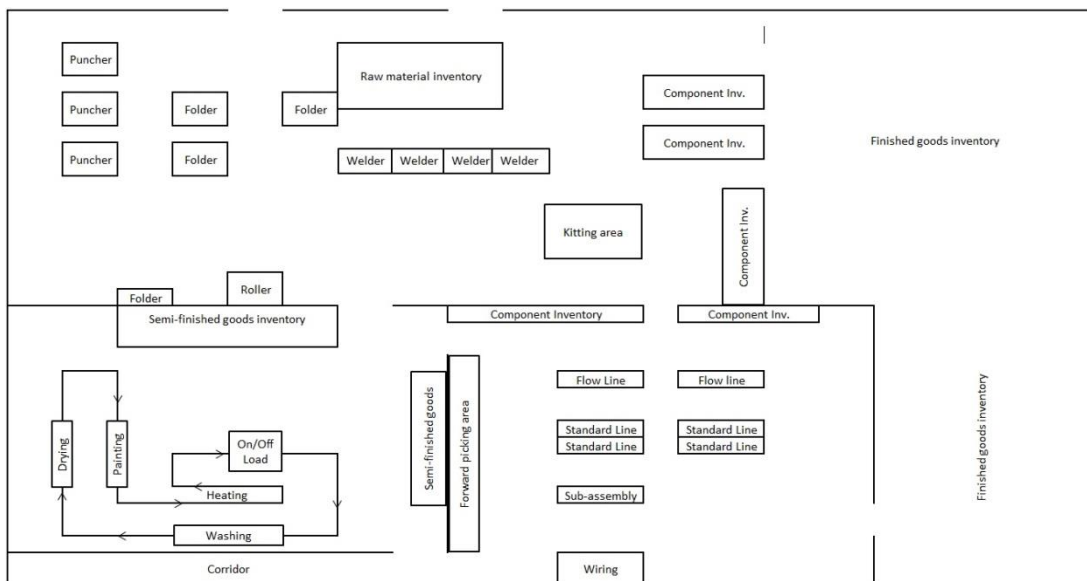 Puncher
Raw material inventory
Component Inv.
Puncher
Folder
Folder
Component Inv.
Finished goods inventory
Puncher
Folder
Welder
Welder
Welder
Welder
Component Inv.
Kitting area
Folder
Roller
Semi-finished goods inventory
Component Inventory
Component Inv.
Flow Line
Flow line
Semi-finished goods
Forward picking area
Finished goods inventory
Standard Line
Standard Line
Standard Line
Standard Line
Drying
Painting
On/Off
Load
Heating
Sub-assembly
Washing
Corridor
Wiring